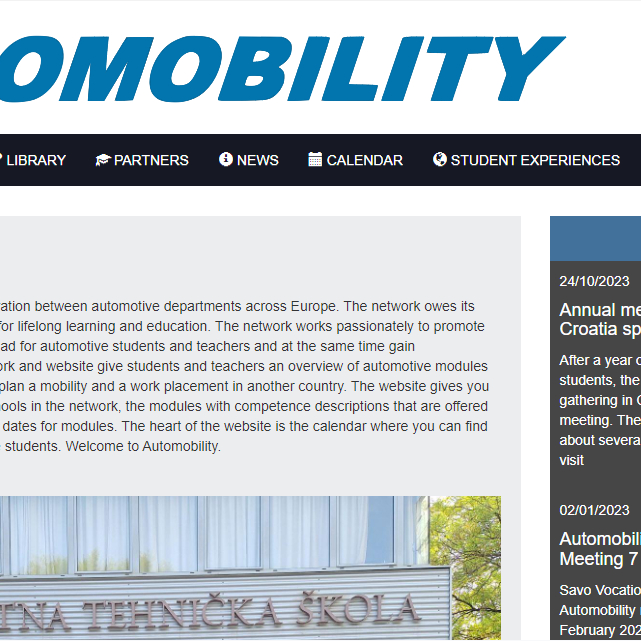 OMOBILITY
LIBRARY PARTNERS NEWS CALENDAR STUDENT EXPERIENCES
ation between automotive departments across Europe. The network owes its
for lifelong learning and education. The network works passionately to promote
ad for automotive students and teachers and at the same time gain
ork and website give students and teachers an overview of automotive modules
plan a mobility and a work placement in another country. The website gives you
ools in the network, the modules with competence descriptions that are offered
dates for modules. The heart of the website is the calendar where you can find
students. Welcome to Automobility.
TNA TEHNIČKA ŠKOLA
24/10/2023
Annual me
Croatia sp
After a year o
students, the
gathering in C
meeting. The
about severa
visit
02/01/2023
Automobili
Meeting 7
Savo Vocatio
Automobility
February 202